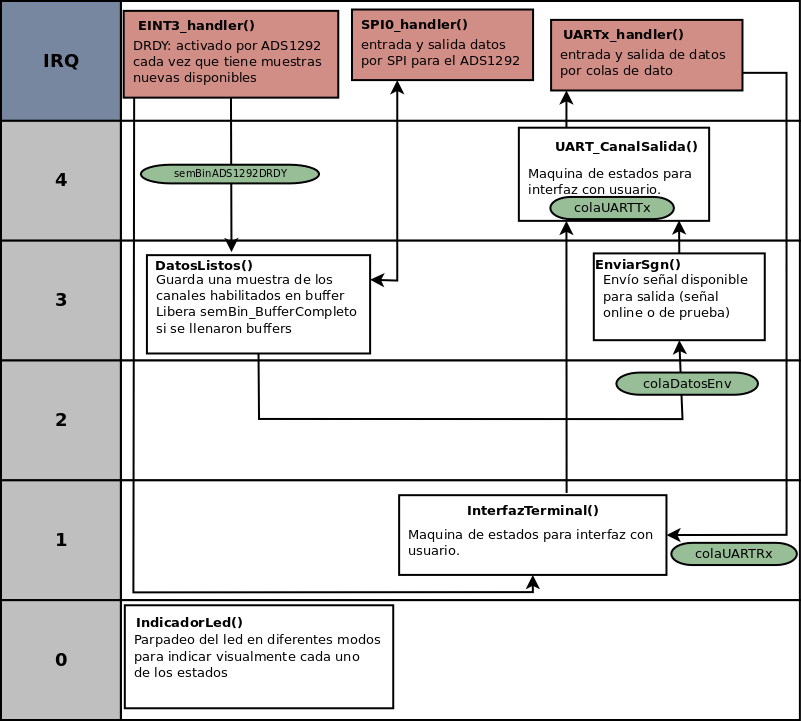 IRQ
EINT3_handler()
DRDY: activado por ADS1292
cada vez que tiene muestras
nuevas disponibles
SPI0_handler()
entrada y salida datos
por SPI para el ADS1292
UARTx_handler()
entrada y salida de datos
por colas de dato
4
semBinADS1292DRDY
UART_CanalSalida()
Maquina de estados para
interfaz con usuario.
colaUARTTx
3
DatosListos()
Guarda una muestra de los
canales habilitados en buffer
Libera semBin_BufferCompleto
si se llenaron buffers
EnviarSgn()
Envío señal disponible
para salida (señal
online o de prueba)
2
colaDatosEnv
1
InterfazTerminal()
Maquina de estados para interfaz con
usuario.
colaUARTRx
0
IndicadorLed()
Parpadeo del led en diferentes modos
para indicar visualmente cada uno
de los estados